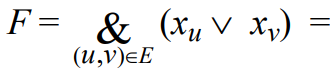 F = & (x_u ∨ x_v) =
(u,v)∈E